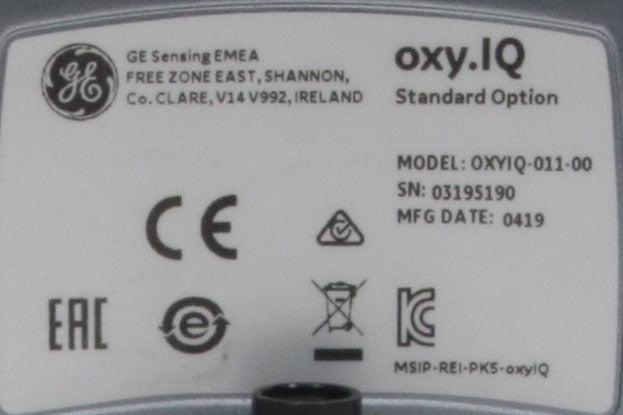 GE
GE Sensing EMEA
FREE ZONE EAST, SHANNON,
Co. CLARE, V14 V992, IRELAND
oxy.IQ
Standard Option
MODEL: OXYIQ-011-00
SN: 03195190
MFG DATE: 0419
CE
EAC
e
KC
MSIP-REI-PK5-oxyIQ